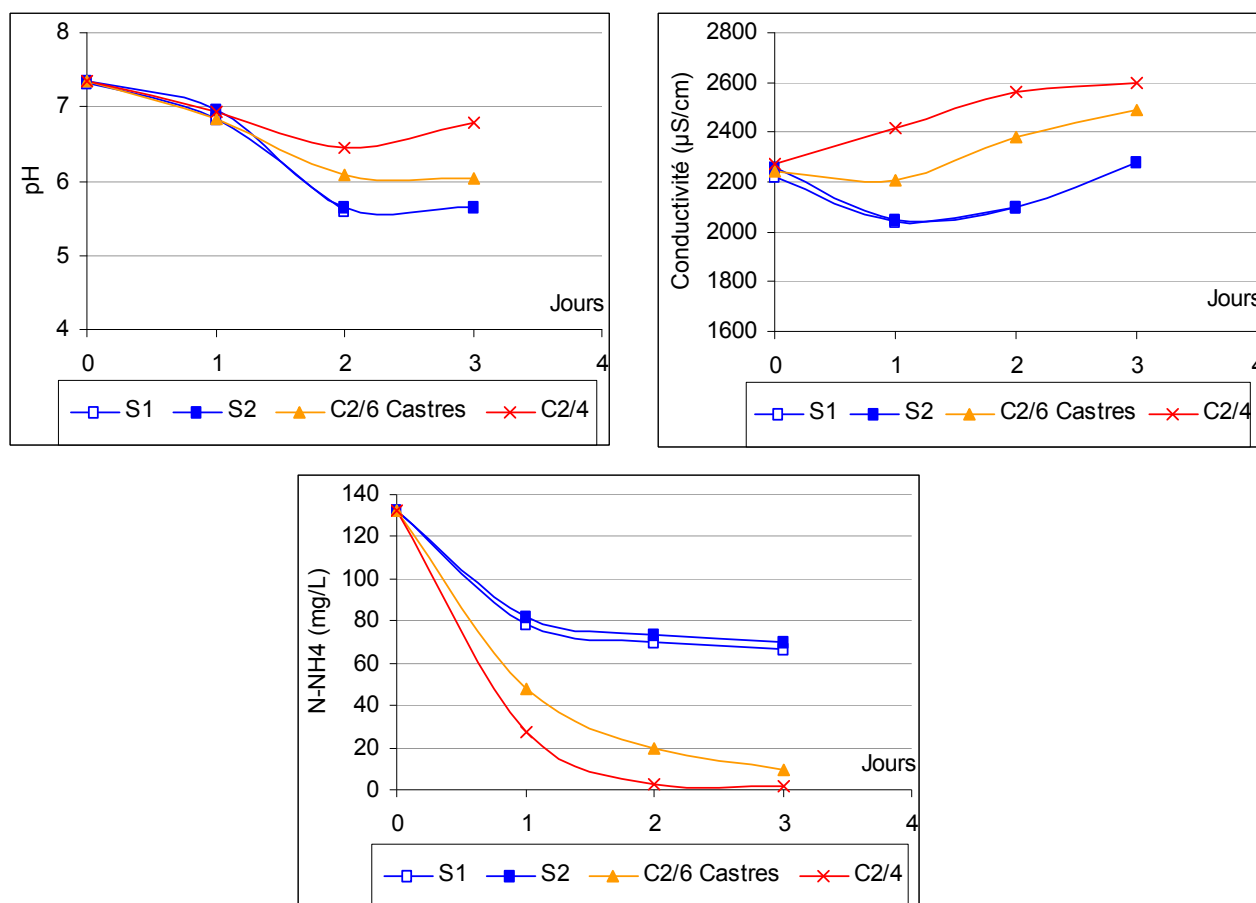 pH
8
7
6
5
4
0 1 2 3 4
Jours
S1 S2 C2/6 Castres C2/4
Conductivité (µS/cm)
2800
2600
2400
2200
2000
1800
1600
0 1 2 3 4
Jours
S1 S2 C2/6 Castres C2/4
N-NH4 (mg/L)
140
120
100
80
60
40
20
0
0 1 2 3 4
Jours
S1 S2 C2/6 Castres C2/4